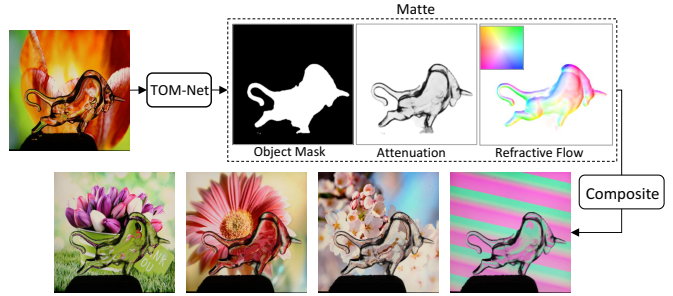 Matte
TOM-Net
Object Mask
Attenuation
Refractive Flow
Composite